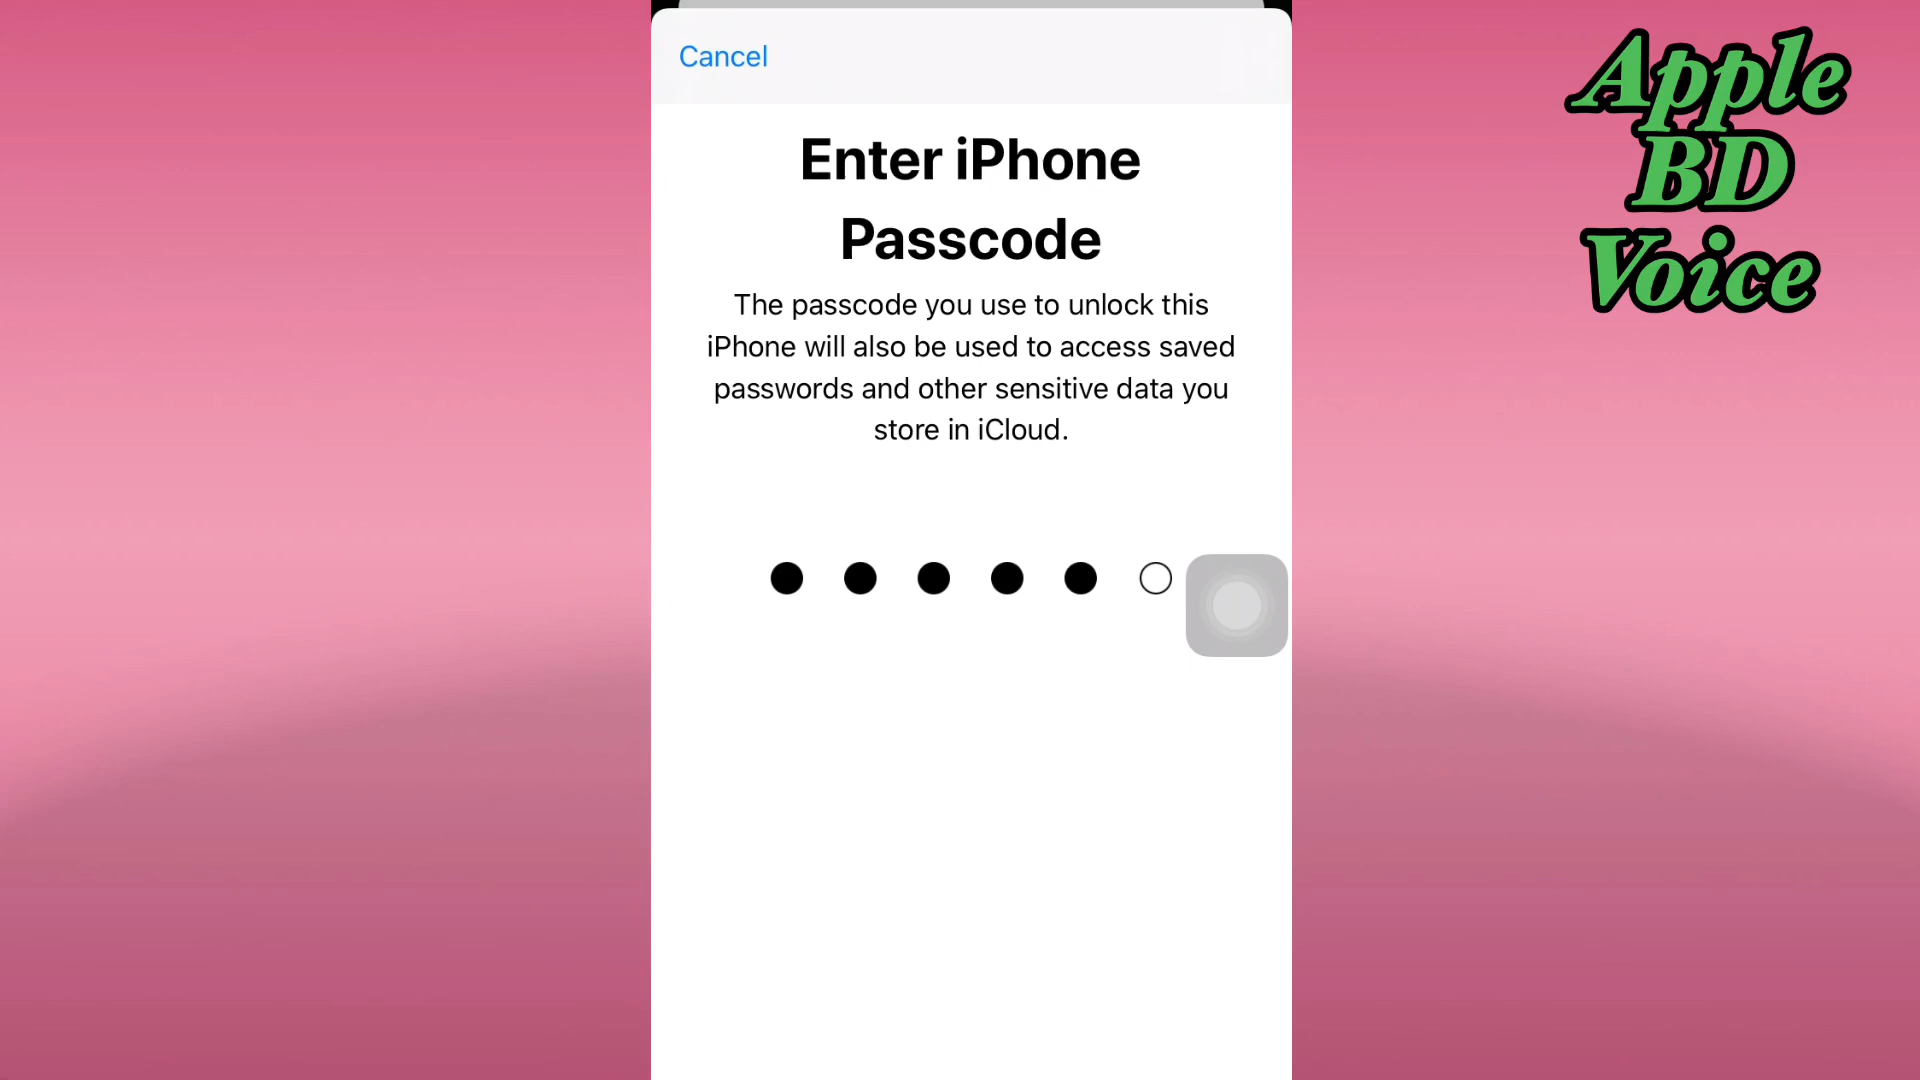 Cancel
Enter iPhone
Passcode
The passcode you use to unlock this
iPhone will also be used to access saved
passwords and other sensitive data you
store in iCloud.
Apple
BD
Voice